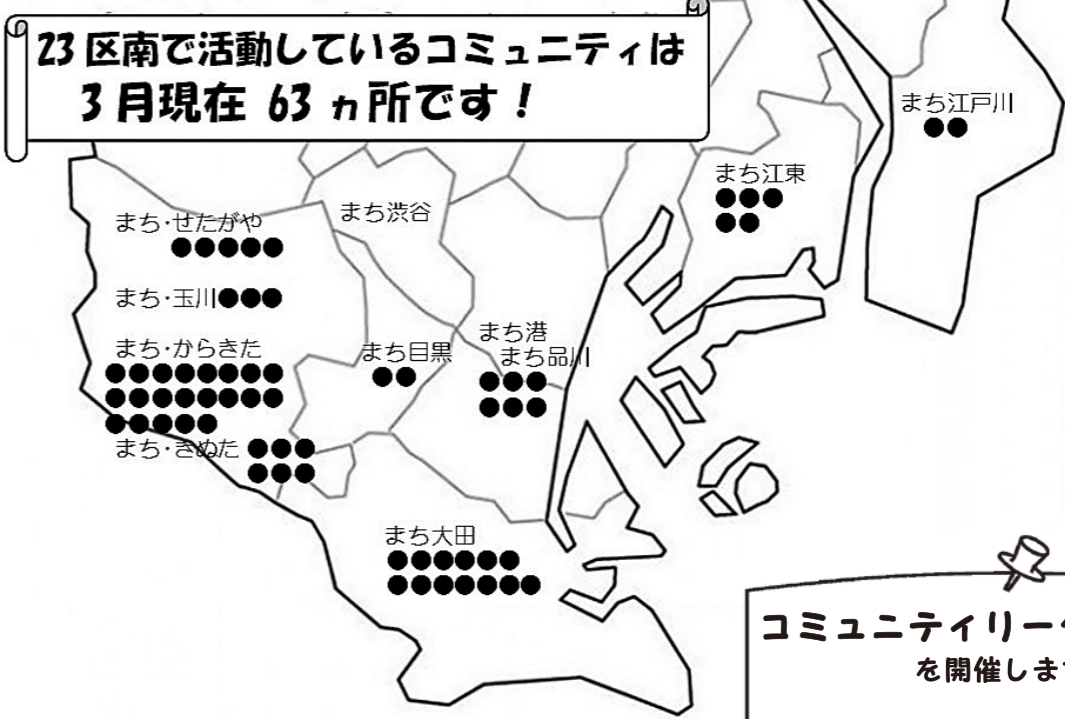 23区南で活動しているコミュニティは
3月現在 63ヵ所です！
まち江戸川
まち江東
まち・せたがや
まち渋谷
まち・玉川
まち・からきた
まち目黒
まち港
まち品川
まち・きぬた
まち大田
コミュニティリー
を開催しま